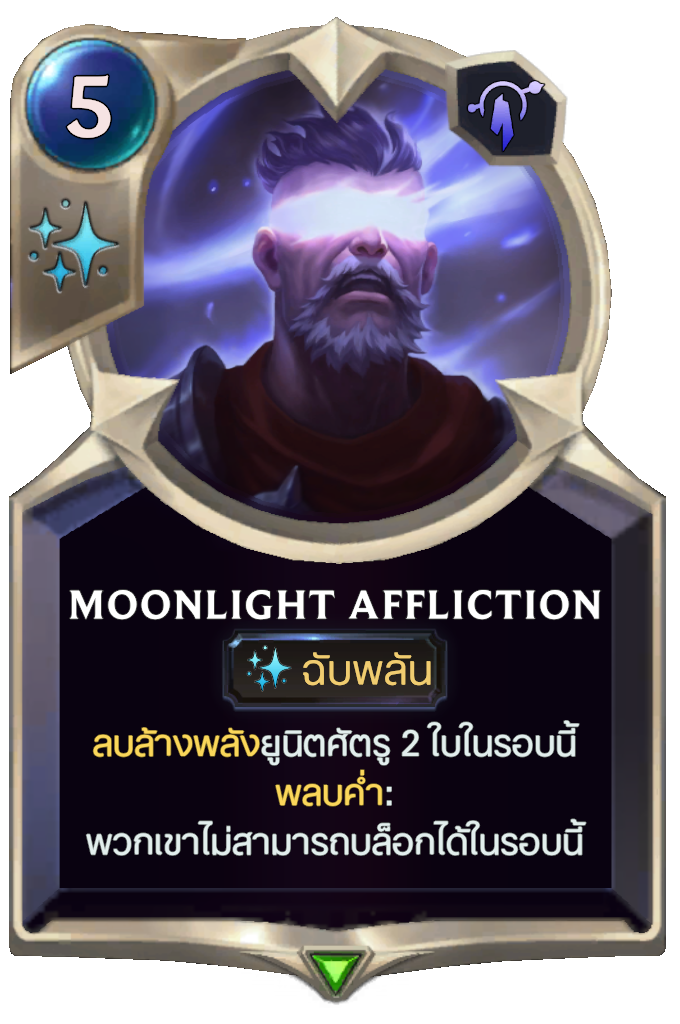 5
MOONLIGHT AFFLICTION
ฉับพลัน
ลบล้างพลังยูนิตศัตรู 2 ใบในรอบนี้
พลบค่ำ:
พวกเขาไม่สามารถบล็อกได้ในรอบนี้